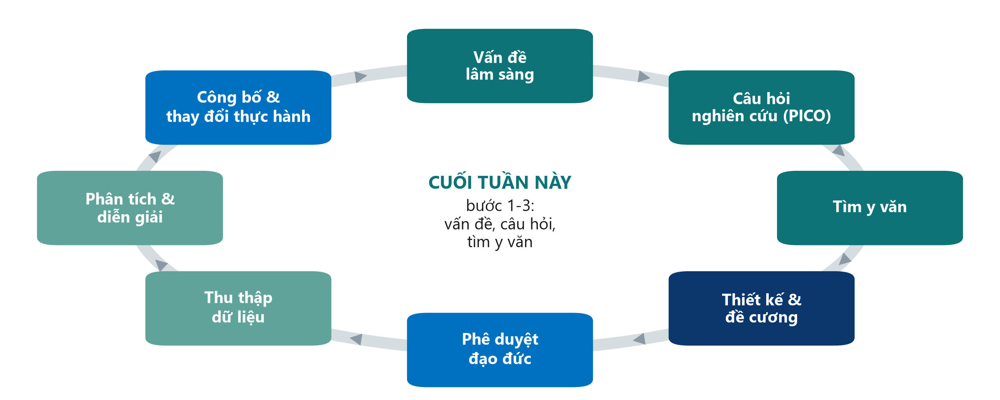 Vấn đề
lâm sàng
Câu hỏi
nghiên cứu (PICO)
Tìm y văn
Thiết kế &
đề cương
Phê duyệt
đạo đức
Thu thập
dữ liệu
Phân tích &
diễn giải
Công bố &
thay đổi thực hành
CUỐI TUẦN NÀY
bước 1-3:
vấn đề, câu hỏi,
tìm y văn